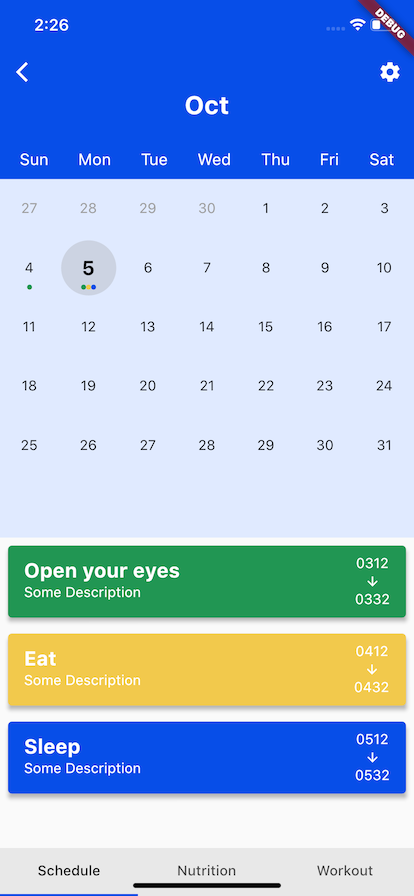 2:26
DEBUG
Oct
Sun Mon Tue Wed Thu Fri Sat
27 28 29 30 1 2 3
4 5 6 7 8 9 10
11 12 13 14 15 16 17
18 19 20 21 22 23 24
25 26 27 28 29 30 31
Open your eyes
Some Description
0312
0332
Eat
Some Description
0412
0432
Sleep
Some Description
0512
0532
Schedule Nutrition Workout